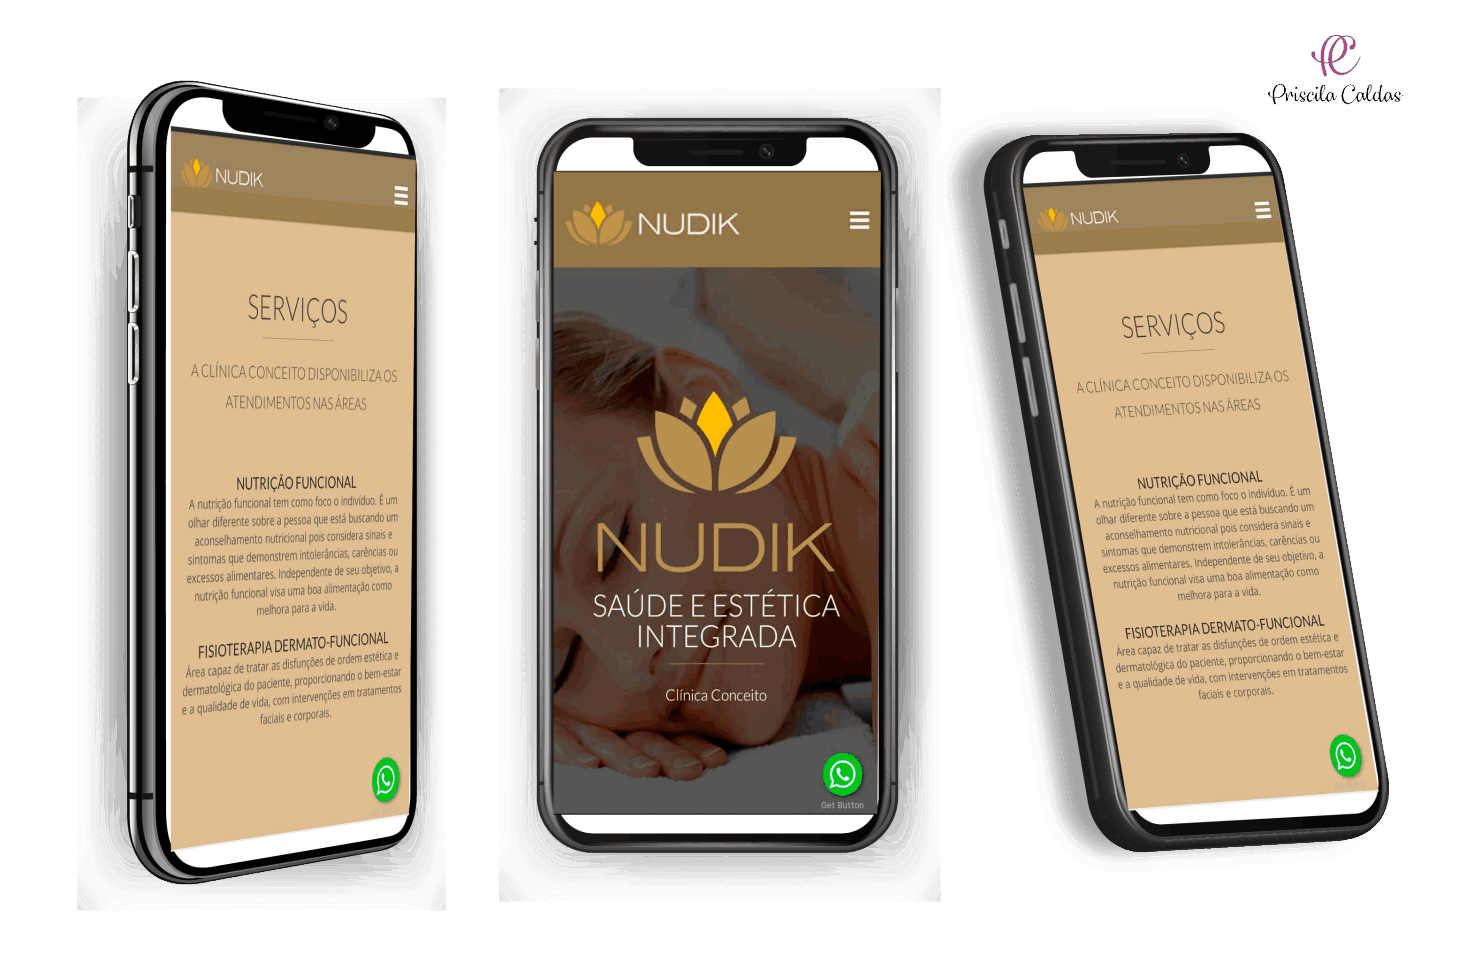 Priscila Caldas
NUDIK
SERVIÇOS
A CLÍNICA CONCEITO DISPONIBILIZA OS
ATENDIMENTOS NAS ÁREAS
NUTRIÇÃO FUNCIONAL
A nutrição funcional tem como foco o indivíduo. É um
olhar diferente sobre a pessoa que está buscando um
aconselhamento nutricional pois considera sinais e
sintomas que demonstrem intolerâncias, carências ou
excessos alimentares. Independente de seu objetivo, a
nutrição funcional visa uma boa alimentação como
melhora para a vida.
FISIOTERAPIA DERMATO-FUNCIONAL
Área capaz de tratar as disfunções de ordem estética e
dermatológica do paciente, proporcionando o bem-estar
e a qualidade de vida, com intervenções em tratamentos
faciais e corporais.
NUDIK
NUDIK
SAÚDE E ESTÉTICA
INTEGRADA
Clínica Conceito
Get Button
NUDIK
SERVIÇOS
A CLÍNICA CONCEITO DISPONIBILIZA OS
ATENDIMENTOS NAS ÁREAS
NUTRIÇÃO FUNCIONAL
A nutrição funcional tem como foco o indivíduo. É um
olhar diferente sobre a pessoa que está buscando um
aconselhamento nutricional pois considera sinais e
sintomas que demonstrem intolerâncias, carências ou
excessos alimentares. Independente de seu objetivo, a
nutrição funcional visa uma boa alimentação como
melhora para a vida.
FISIOTERAPIA DERMATO-FUNCIONAL
Área capaz de tratar as disfunções de ordem estética e
dermatológica do paciente, proporcionando o bem-estar
e a qualidade de vida, com intervenções em tratamentos
faciais e corporais.